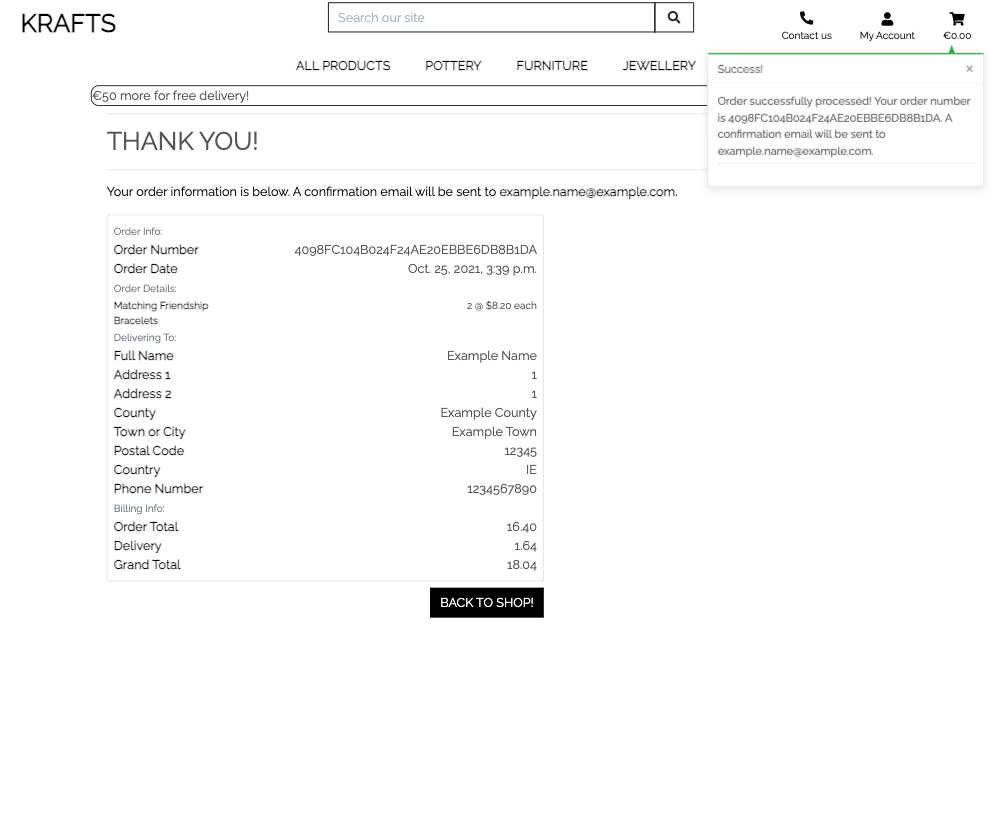 KRAFTS
Search our site
Contact us
My Account
€0.00
ALL PRODUCTS POTTERY FURNITURE JEWELLERY
€50 more for free delivery!
Success! ×
Order successfully processed! Your order number
is 4098FC104B024F24AE20EBBE6DB8B1DA. A
confirmation email will be sent to
example.name@example.com.
THANK YOU!
Your order information is below. A confirmation email will be sent to example.name@example.com.
Order Info:
Order Number 4098FC104B024F24AE20EBBE6DB8B1DA
Order Date Oct. 25, 2021, 3:39 p.m.
Order Details:
Matching Friendship 2 @ $8.20 each
Bracelets
Delivering To:
Full Name Example Name
Address 1 1
Address 2 1
County Example County
Town or City Example Town
Postal Code 12345
Country IE
Phone Number 1234567890
Billing Info:
Order Total 16.40
Delivery 1.64
Grand Total 18.04
BACK TO SHOP!